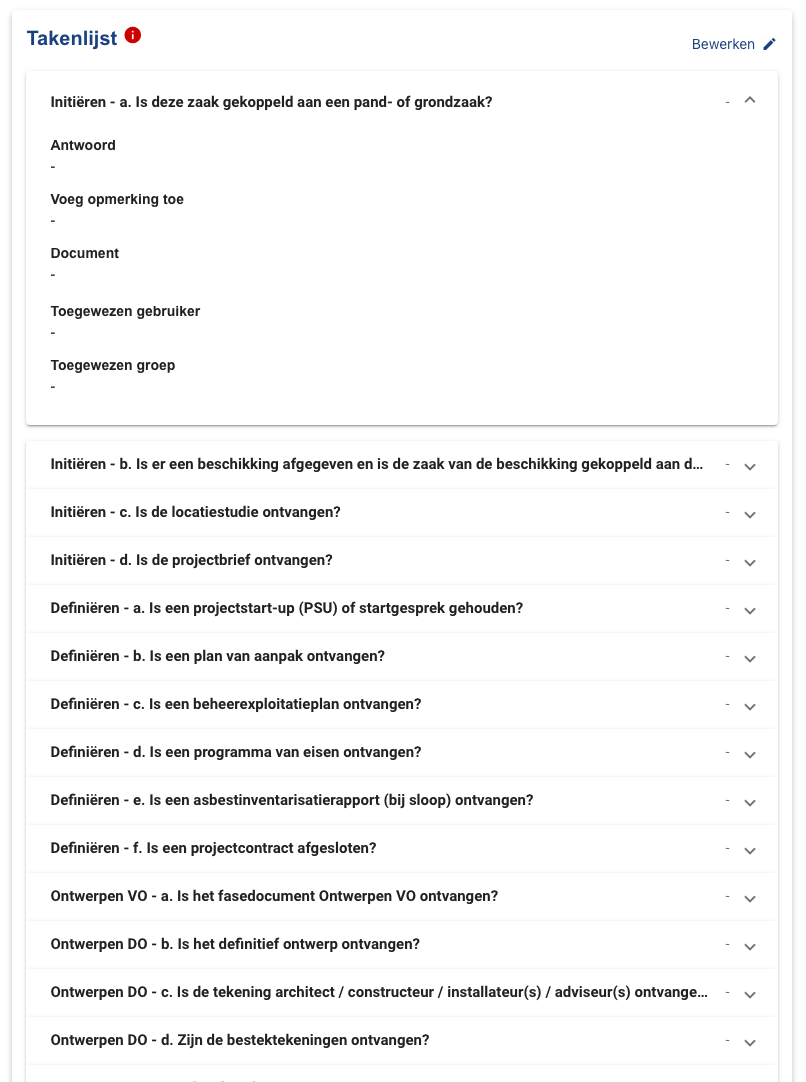 Takenlijst
Bewerken
Initiëren - a. Is deze zaak gekoppeld aan een pand- of grondzaak? -
Antwoord
-
Voeg opmerking toe
-
Document
-
Toegewezen gebruiker
-
Toegewezen groep
-
Initiëren - b. Is er een beschikking afgegeven en is de zaak van de beschikking gekoppeld aan d... -
Initiëren - c. Is de locatiestudie ontvangen? -
Initiëren - d. Is de projectbrief ontvangen? -
Definiëren - a. Is een projectstart-up (PSU) of startgesprek gehouden? -
Definiëren - b. Is een plan van aanpak ontvangen? -
Definiëren - c. Is een beheerexploitatieplan ontvangen? -
Definiëren - d. Is een programma van eisen ontvangen? -
Definiëren - e. Is een asbestinventarisatierapport (bij sloop) ontvangen? -
Definiëren - f. Is een projectcontract afgesloten? -
Ontwerpen VO - a. Is het fasedocument Ontwerpen VO ontvangen? -
Ontwerpen DO - b. Is het definitief ontwerp ontvangen? -
Ontwerpen DO - c. Is de tekening architect / constructeur / installateur(s) / adviseur(s) ontvange... -
Ontwerpen DO - d. Zijn de bestektekeningen ontvangen? -